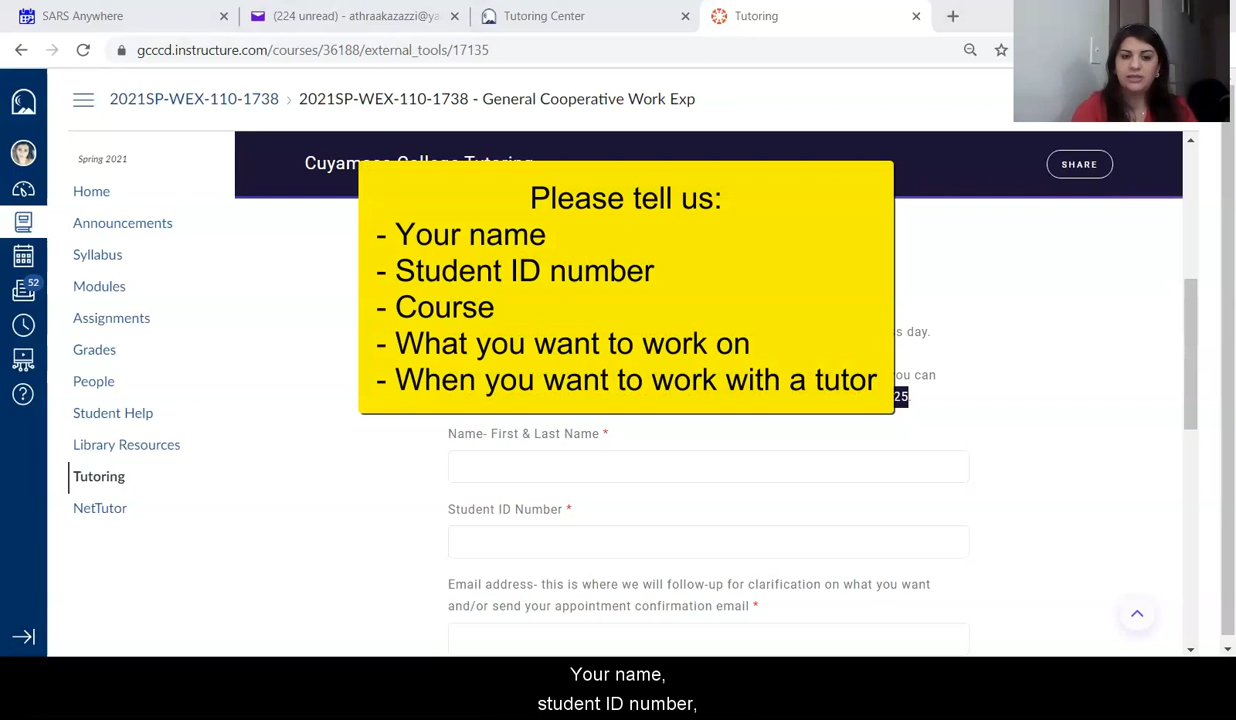 SARS Anywhere
(224 unread) - athraakazazzi@ya
Tutoring Center
Tutoring
gcccd.instructure.com/courses/36188/external_tools/17135
2021SP-WEX-110-1738 › 2021SP-WEX-110-1738 - General Cooperative Work Exp
Spring 2021
Home
Announcements
Syllabus
Modules
52
Assignments
Grades
People
Student Help
Library Resources
Tutoring
NetTutor
Cuyamaca College Tutoring
SHARE
Please tell us:
- Your name
- Student ID number
- Course
- What you want to work on
- When you want to work with a tutor
s day.
ou can
25.
Name- First & Last Name *
Student ID Number *
Email address- this is where we will follow-up for clarification on what you want
and/or send your appointment confirmation email *
Your name,
student ID number,